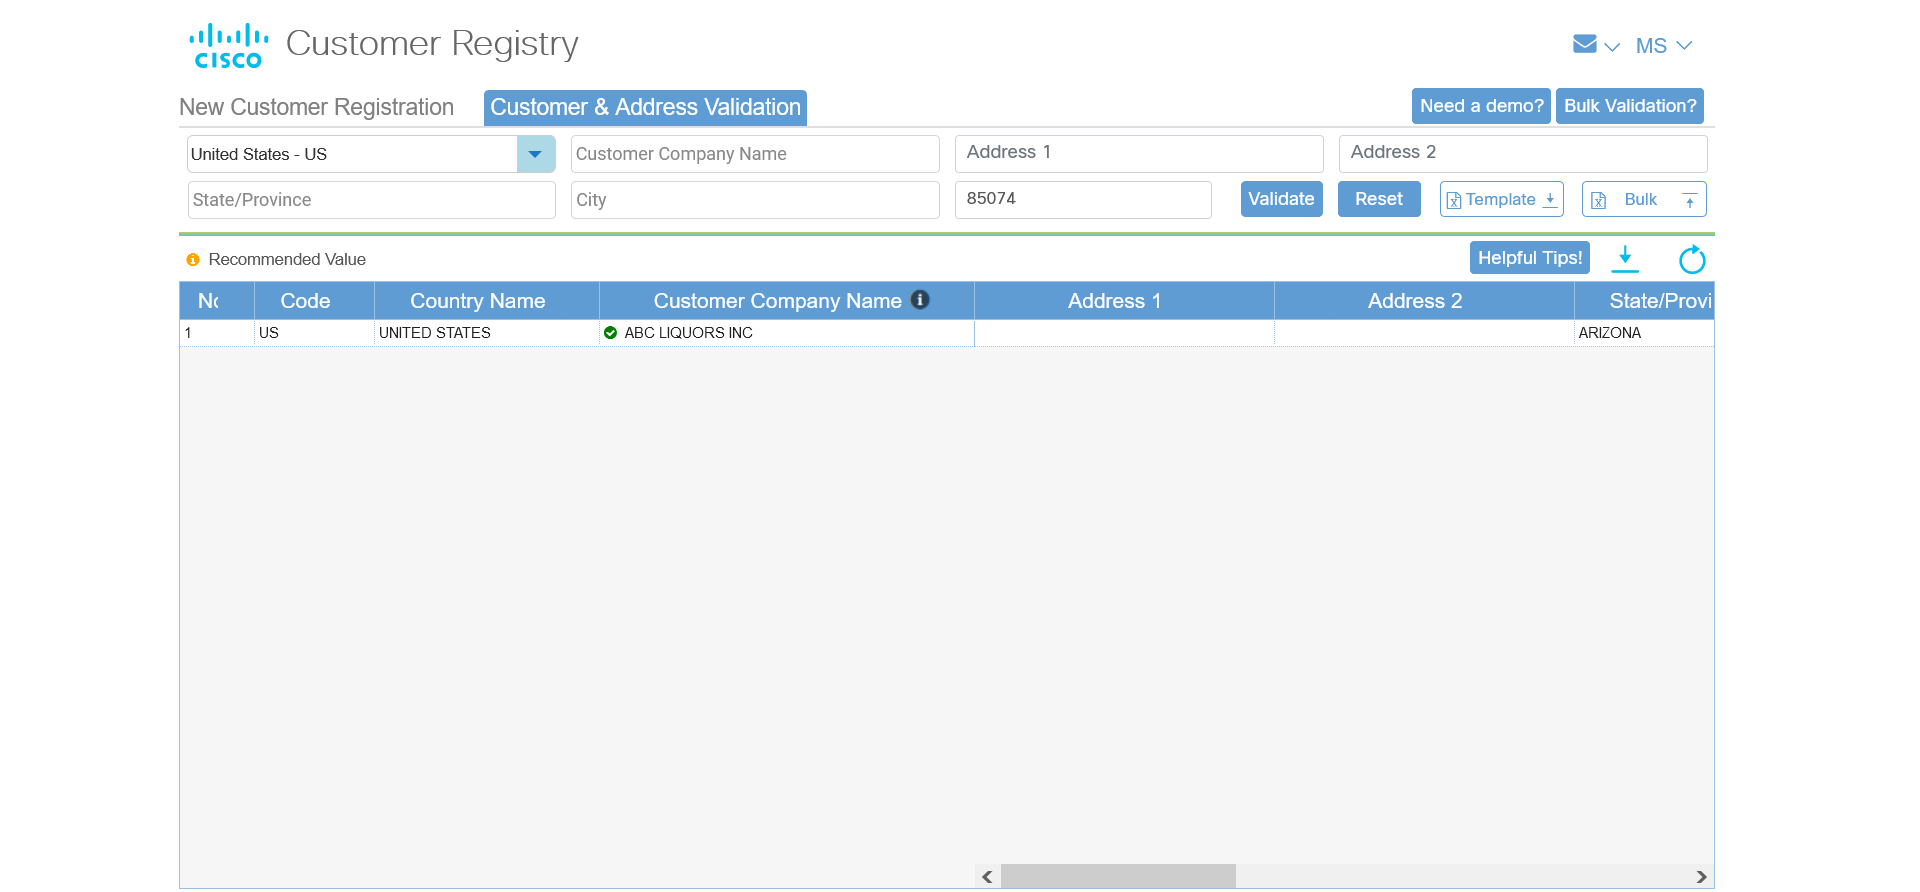 CISCO
Customer Registry
MS
New Customer Registration
Customer & Address Validation
Need a demo?
Bulk Validation?
United States - US
Customer Company Name
Address 1
Address 2
State/Province
City
85074
Validate
Reset
Template
Bulk
Recommended Value
Helpful Tips!
Code
Country Name
Customer Company Name
Address 1
Address 2
State/Provi
1
US
UNITED STATES
ABC LIQUORS INC
ARIZONA